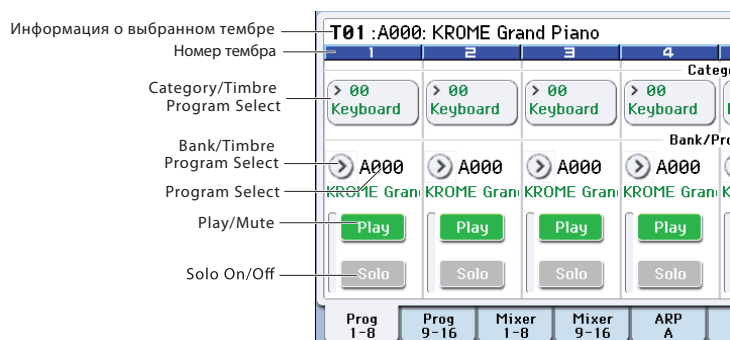 Информация о выбранном тембре
T01 :A000: KROME Grand Piano
Номер тембра
1 2 3 4
Category/Timbre
Program Select
> 00 > 00 > 00 > 00
Keyboard Keyboard Keyboard Keyboard
Bank/Timbre
Program Select
> A000 > A000 > A000 > A000
Program Select
KROME Gran KROME Gran KROME Gran KROME Gran
Play/Mute
Play Play Play Play
Solo On/Off
Solo Solo Solo Solo
Prog
1-8
Prog
9-16
Mixer
1-8
Mixer
9-16
ARP
A